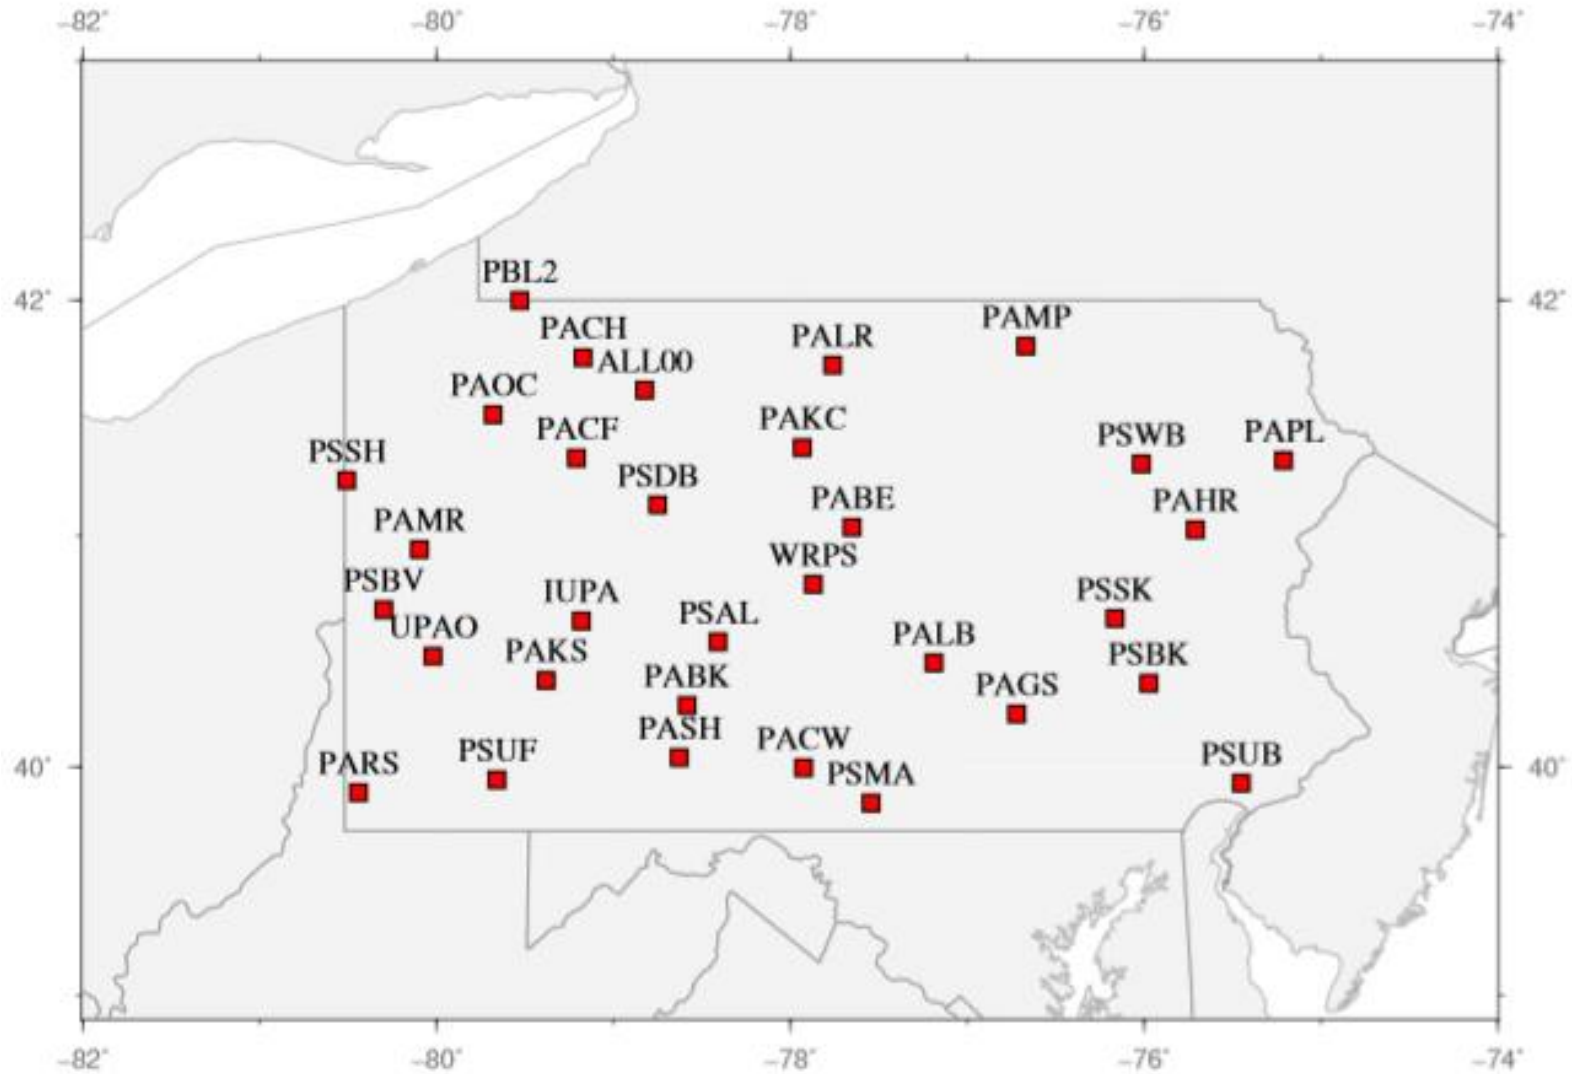 -82° -80° -78° -76° -74°
PBL2
42° 42°
PAMP
PACH
PALR
ALL00
PAOC
PAKC
PACF
PSWB PAPL
PSSH
PSDB
PABE PAHR
PAMR
WRPS
PSBV
IUPA PSSK
PSAL
UPAO
PALB
PAKS PSBK
PABK
PAGS
PASH
PACW
PSUF PSUB
PARS
40° 40°
PSMA
-82° -80° -78° -76° -74°